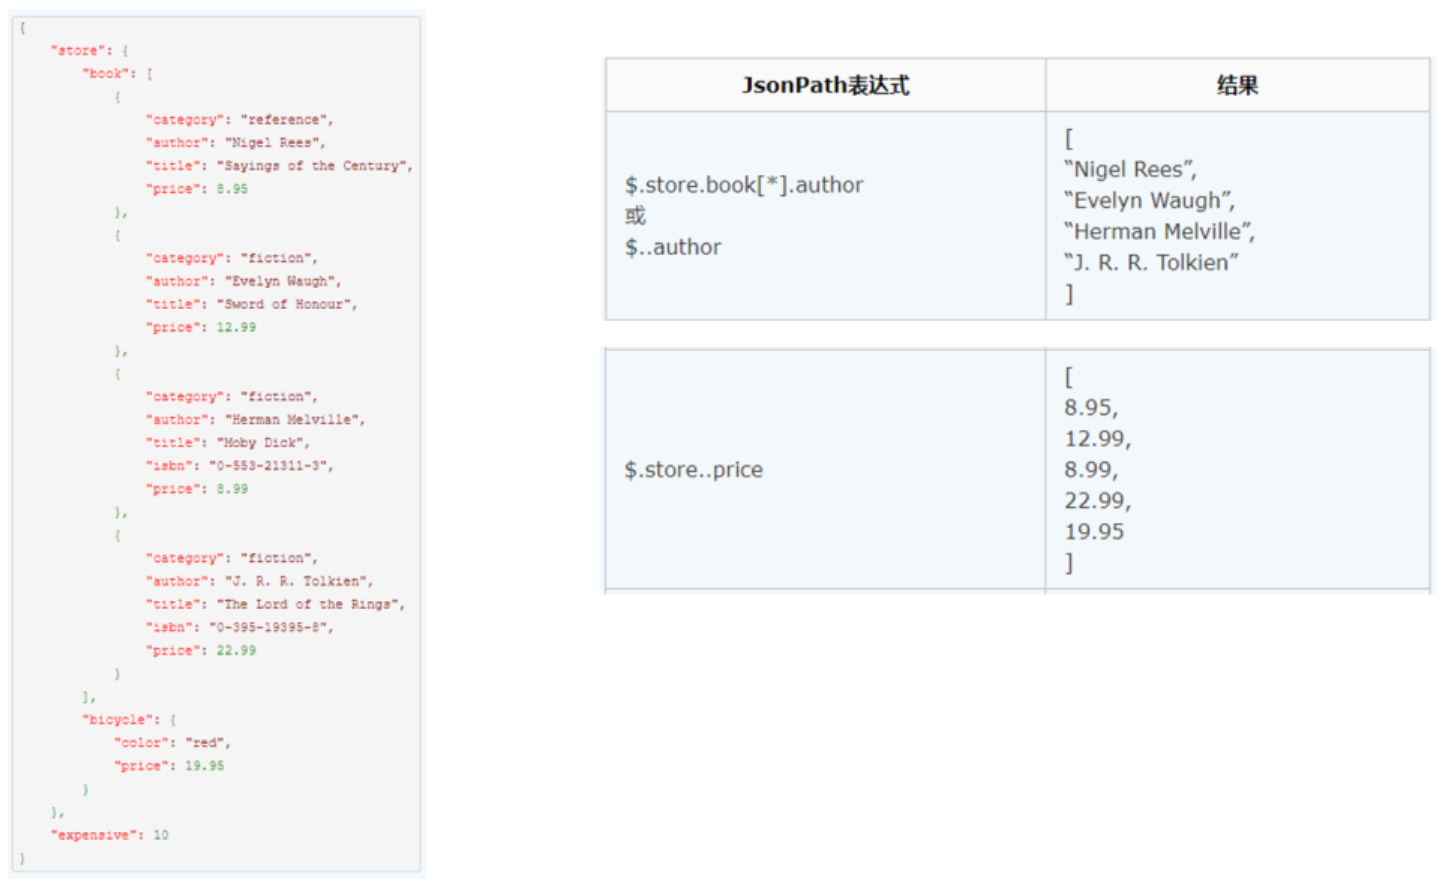 {
"store": {
"book": [
{
"category": "reference",
"author": "Nigel Rees",
"title": "Sayings of the Century",
"price": 8.95
},
{
"category": "fiction",
"author": "Evelyn Waugh",
"title": "Sword of Honour",
"price": 12.99
},
{
"category": "fiction",
"author": "Herman Melville",
"title": "Moby Dick",
"isbn": "0-553-21311-3",
"price": 8.99
},
{
"category": "fiction",
"author": "J. R. R. Tolkien",
"title": "The Lord of the Rings",
"isbn": "0-395-19395-8",
"price": 22.99
}
],
"bicycle": {
"color": "red",
"price": 19.95
}
},
"expensive": 10
}
JsonPath表达式
结果
$.store.book[*].author
或
$..author
[
“Nigel Rees”,
“Evelyn Waugh”,
“Herman Melville”,
“J. R. R. Tolkien”
]
$.store..price
[
8.95,
12.99,
8.99,
22.99,
19.95
]